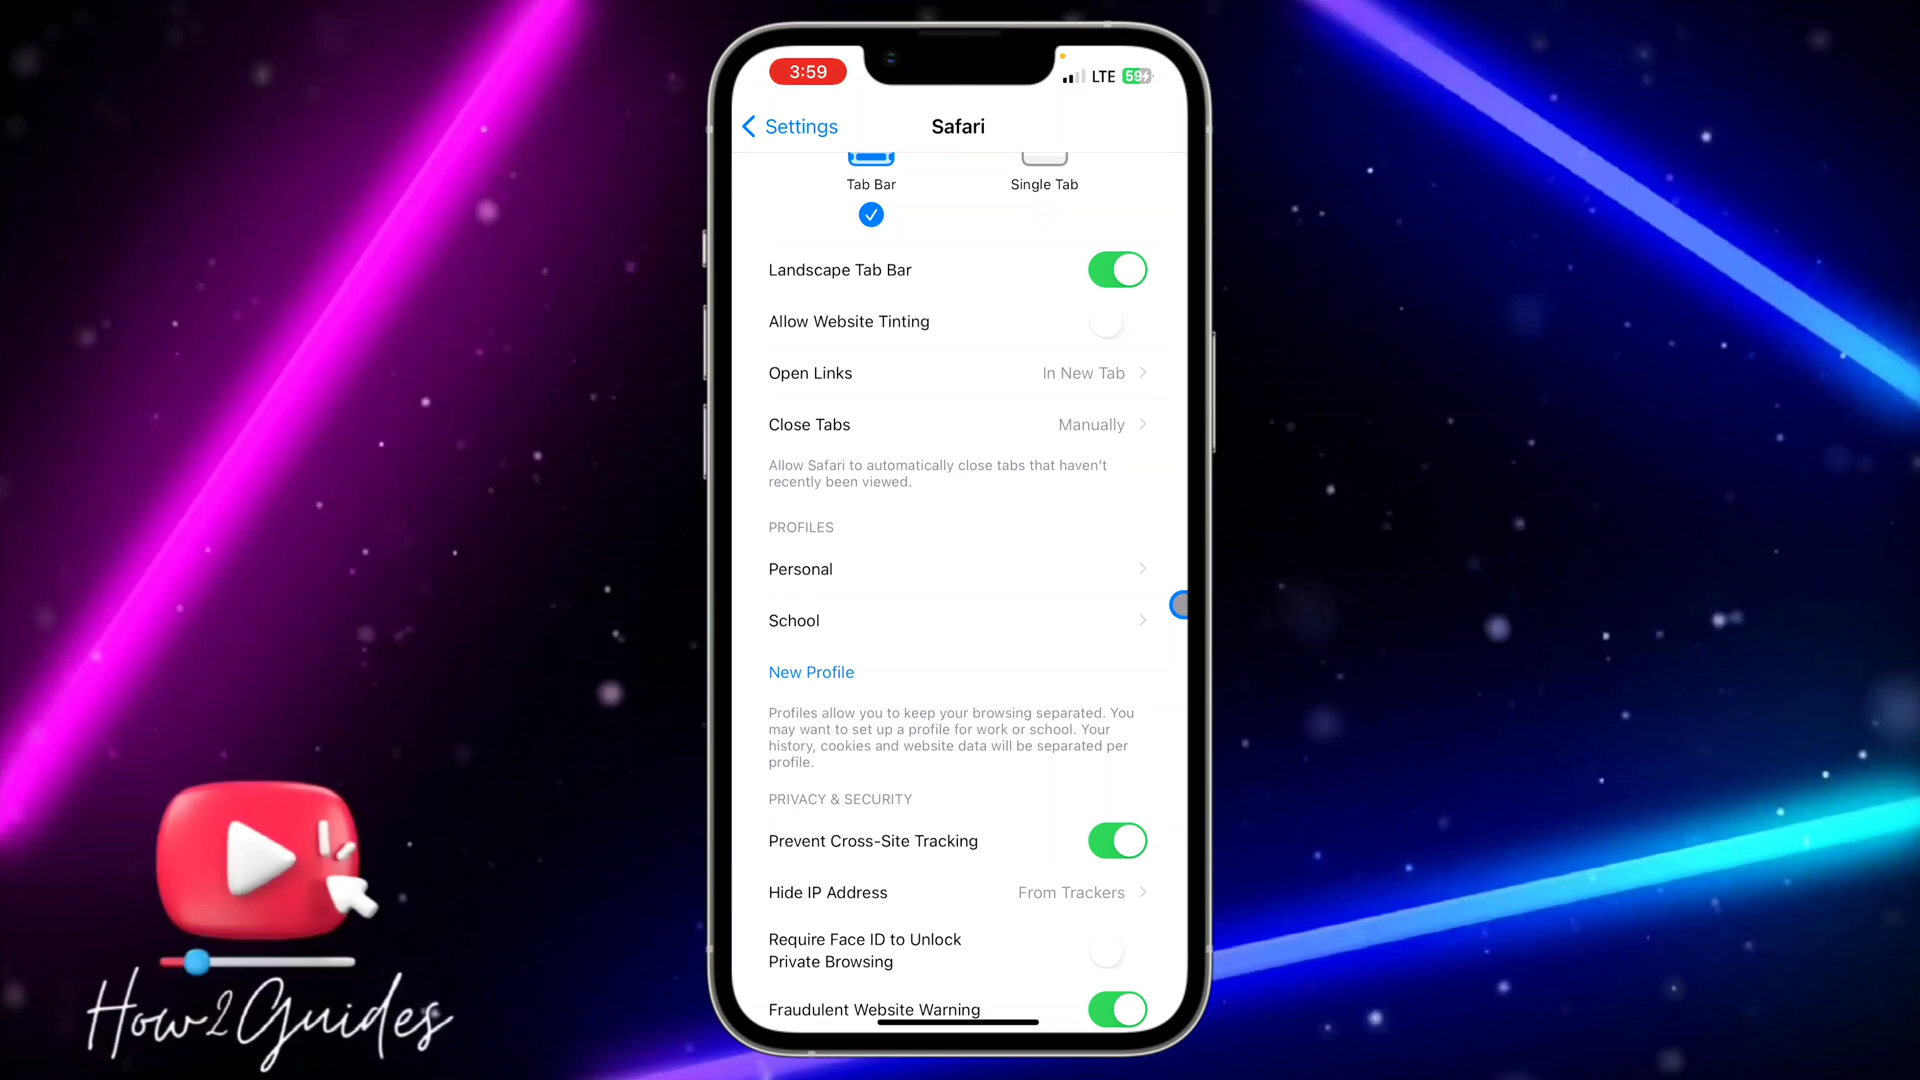 3:59
LTE 59
Settings
Safari
Tab Bar
Single Tab
Landscape Tab Bar
Allow Website Tinting
Open Links In New Tab
Close Tabs Manually
Allow Safari to automatically close tabs that haven't
recently been viewed.
PROFILES
Personal
School
New Profile
Profiles allow you to keep your browsing separated. You
may want to set up a profile for work or school. Your
history, cookies and website data will be separated per
profile.
PRIVACY & SECURITY
Prevent Cross-Site Tracking
Hide IP Address From Trackers
Require Face ID to Unlock
Private Browsing
Fraudulent Website Warning
How2Guides